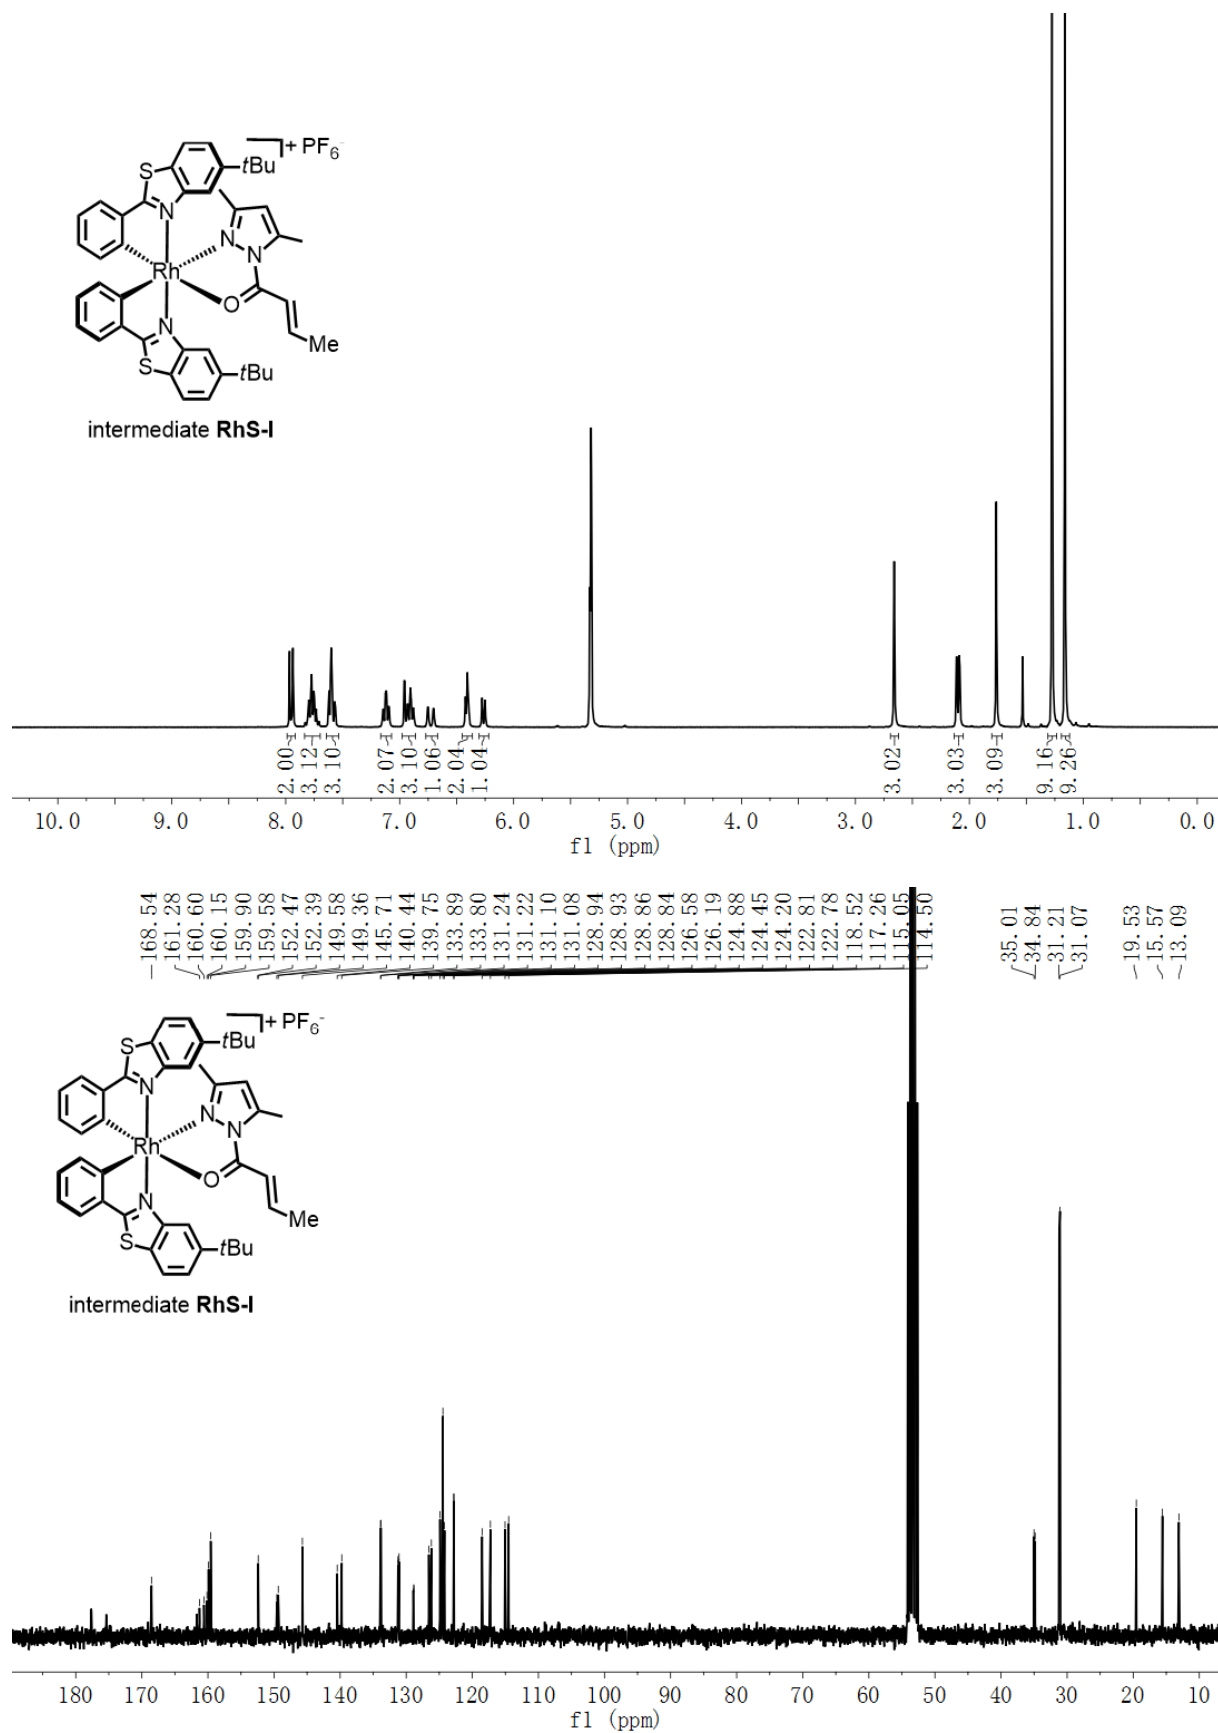 + PF6-
S
tBu
N
N
N
Rh
O
N
Me
S
tBu
intermediate RhS-I
2.00
3.12
3.10
2.07
3.10
1.06
2.04
1.04
3.02
3.03
3.09
9.16
9.26
10.0 9.0 8.0 7.0 6.0 5.0 4.0 3.0 2.0 1.0 0.0
f1 (ppm)
168.54
161.28
160.60
160.15
159.90
159.58
152.47
152.39
149.58
149.36
145.71
140.44
139.75
133.89
133.80
131.24
131.22
131.10
131.08
128.94
128.93
128.86
128.84
126.58
126.19
124.88
124.45
124.20
122.81
122.78
118.52
117.26
115.05
114.50
35.01
34.84
31.21
31.07
19.53
15.57
13.09
+ PF6-
S
tBu
N
N
N
Rh
O
N
Me
S
tBu
intermediate RhS-I
180 170 160 150 140 130 120 110 100 90 80 70 60 50 40 30 20 10
f1 (ppm)